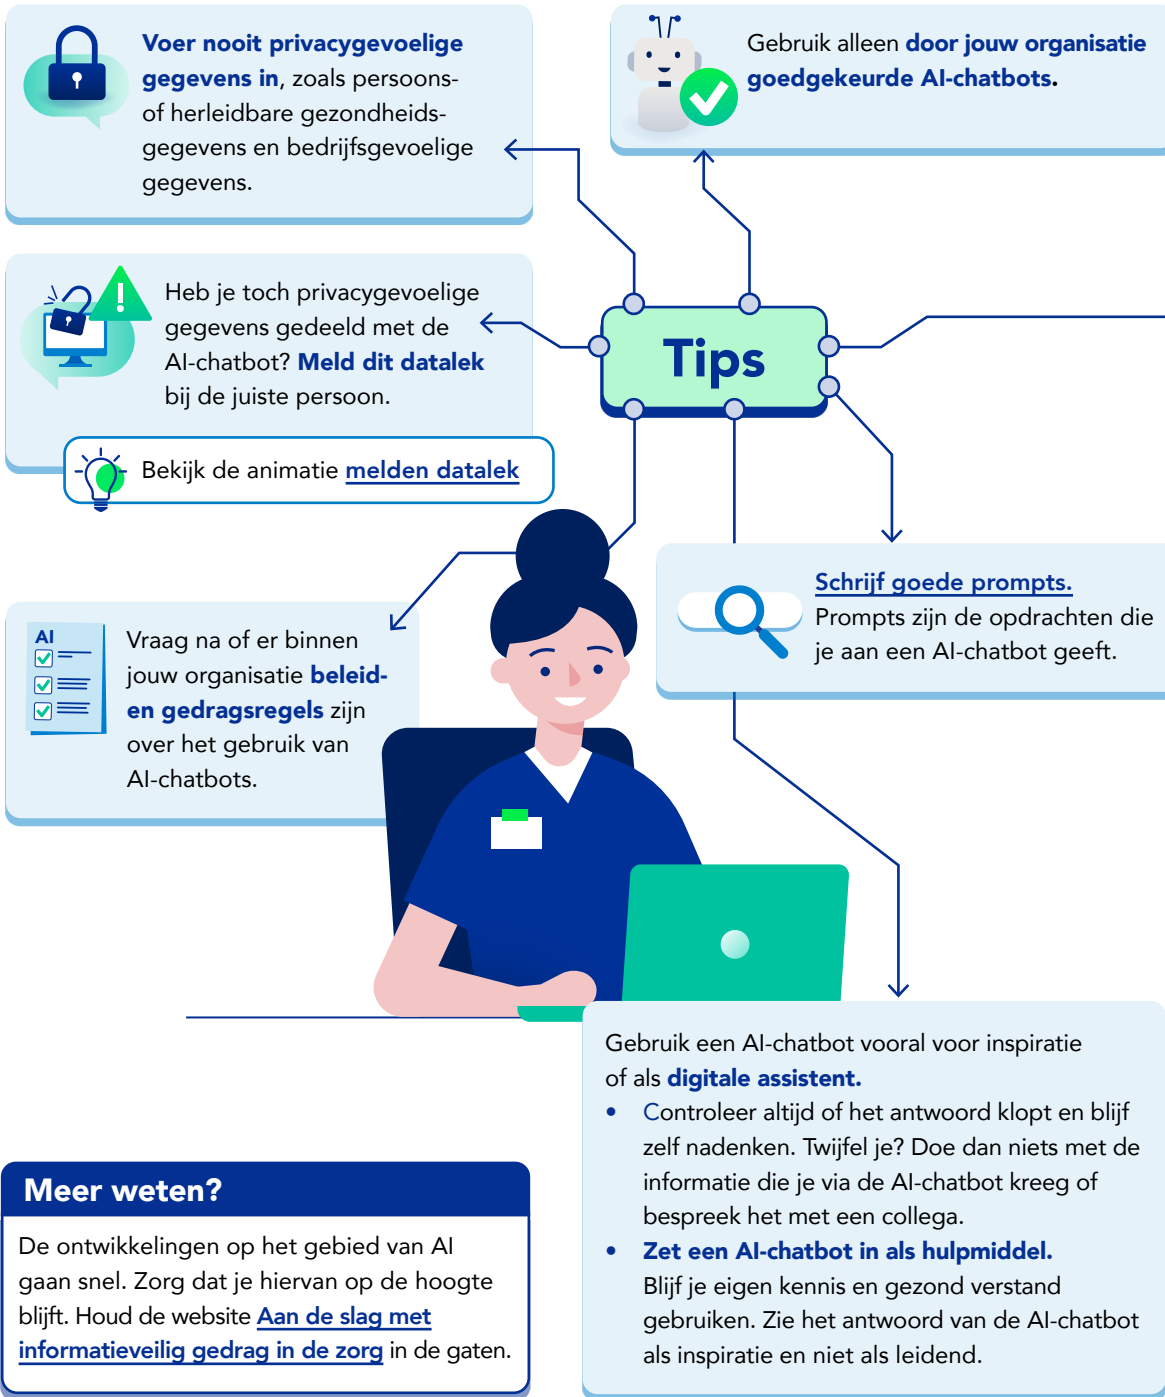 Voer nooit privacygevoelige
gegevens in, zoals persoons-
of herleidbare gezondheids-
gegevens en bedrijfsgevoelige
gegevens.
Gebruik alleen door jouw organisatie
goedgekeurde AI-chatbots.
Heb je toch privacygevoelige
gegevens gedeeld met de
AI-chatbot? Meld dit datalek
bij de juiste persoon.
Bekijk de animatie melden datalek
Tips
Schrijf goede prompts.
Prompts zijn de opdrachten die
je aan een AI-chatbot geeft.
AI
Vraag na of er binnen
jouw organisatie beleid-
en gedragsregels zijn
over het gebruik van
AI-chatbots.
Gebruik een AI-chatbot vooral voor inspiratie
of als digitale assistent.
• Controleer altijd of het antwoord klopt en blijf
zelf nadenken. Twijfel je? Doe dan niets met de
informatie die je via de AI-chatbot kreeg of
bespreek het met een collega.
• Zet een AI-chatbot in als hulpmiddel.
Blijf je eigen kennis en gezond verstand
gebruiken. Zie het antwoord van de AI-chatbot
als inspiratie en niet als leidend.
Meer weten?
De ontwikkelingen op het gebied van AI
gaan snel. Zorg dat je hiervan op de hoogte
blijft. Houd de website Aan de slag met
informatieveilig gedrag in de zorg in de gaten.